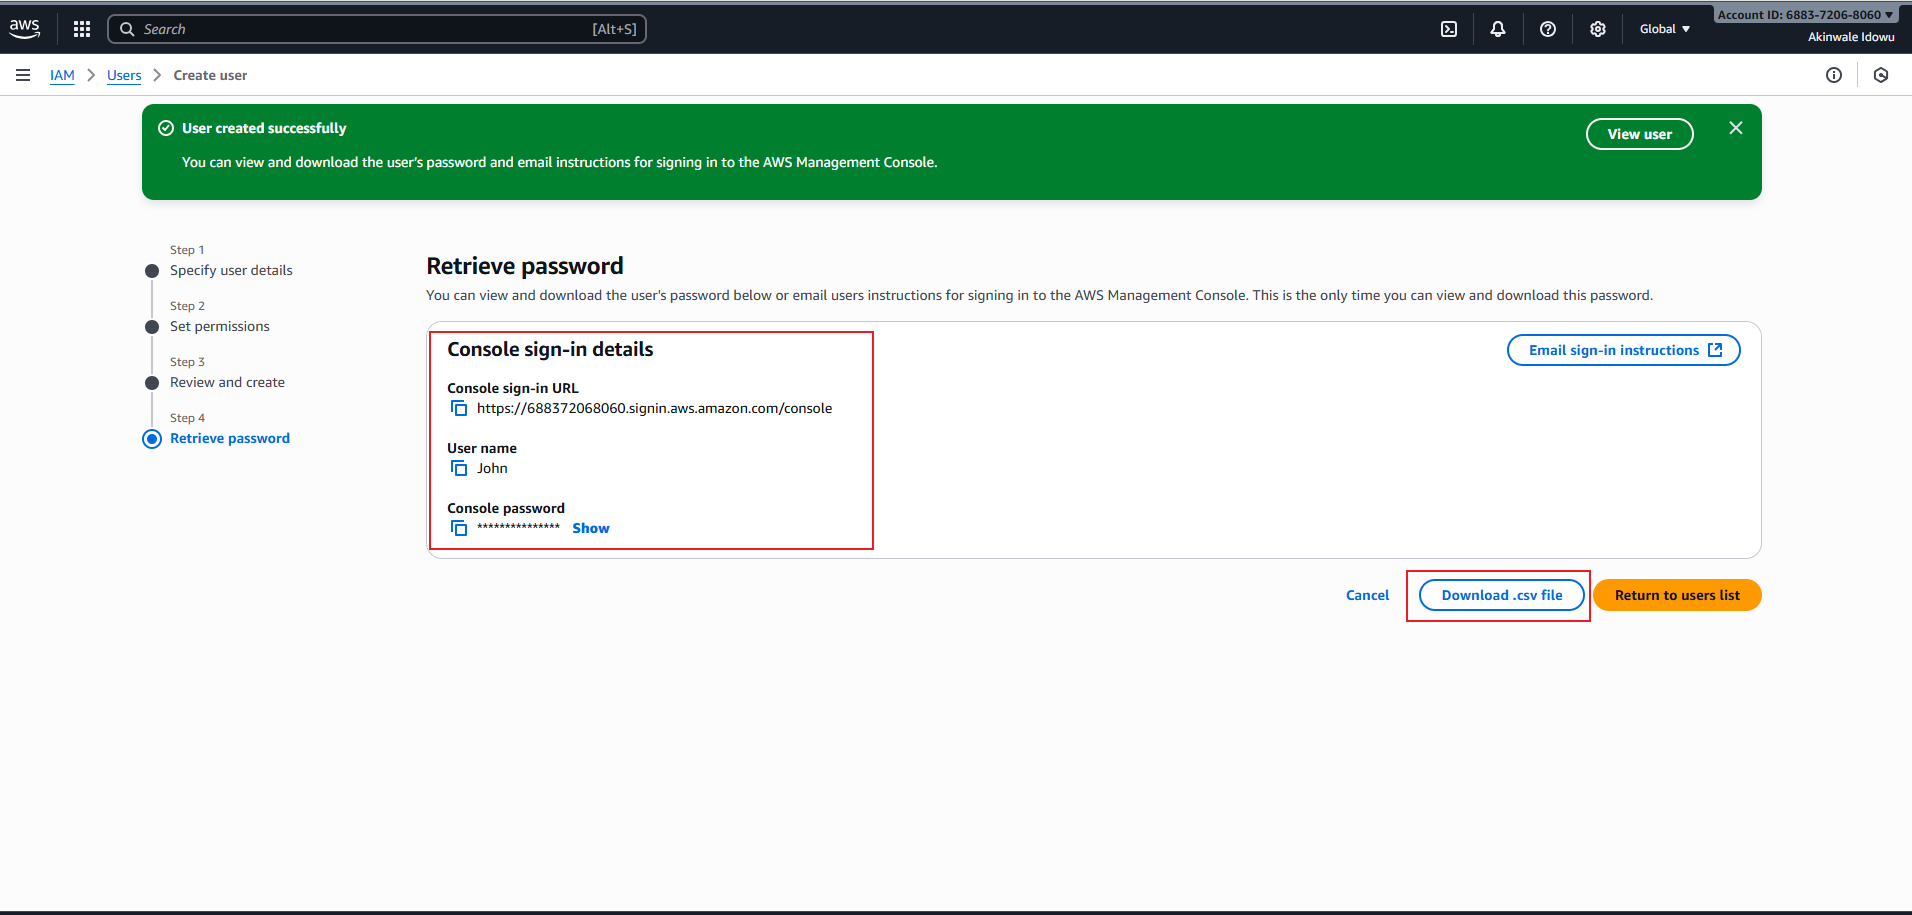 aws
Search
[Alt+S]
Global
Account ID: 6883-7206-8060
Akinwale Idowu
IAM
Users
Create user
User created successfully
You can view and download the user's password and email instructions for signing in to the AWS Management Console.
View user
Step 1
Specify user details
Step 2
Set permissions
Step 3
Review and create
Step 4
Retrieve password
Retrieve password
You can view and download the user's password below or email users instructions for signing in to the AWS Management Console. This is the only time you can view and download this password.
Console sign-in details
Email sign-in instructions
Console sign-in URL
https://688372068060.signin.aws.amazon.com/console
User name
John
Console password
*************** Show
Cancel
Download .csv file
Return to users list